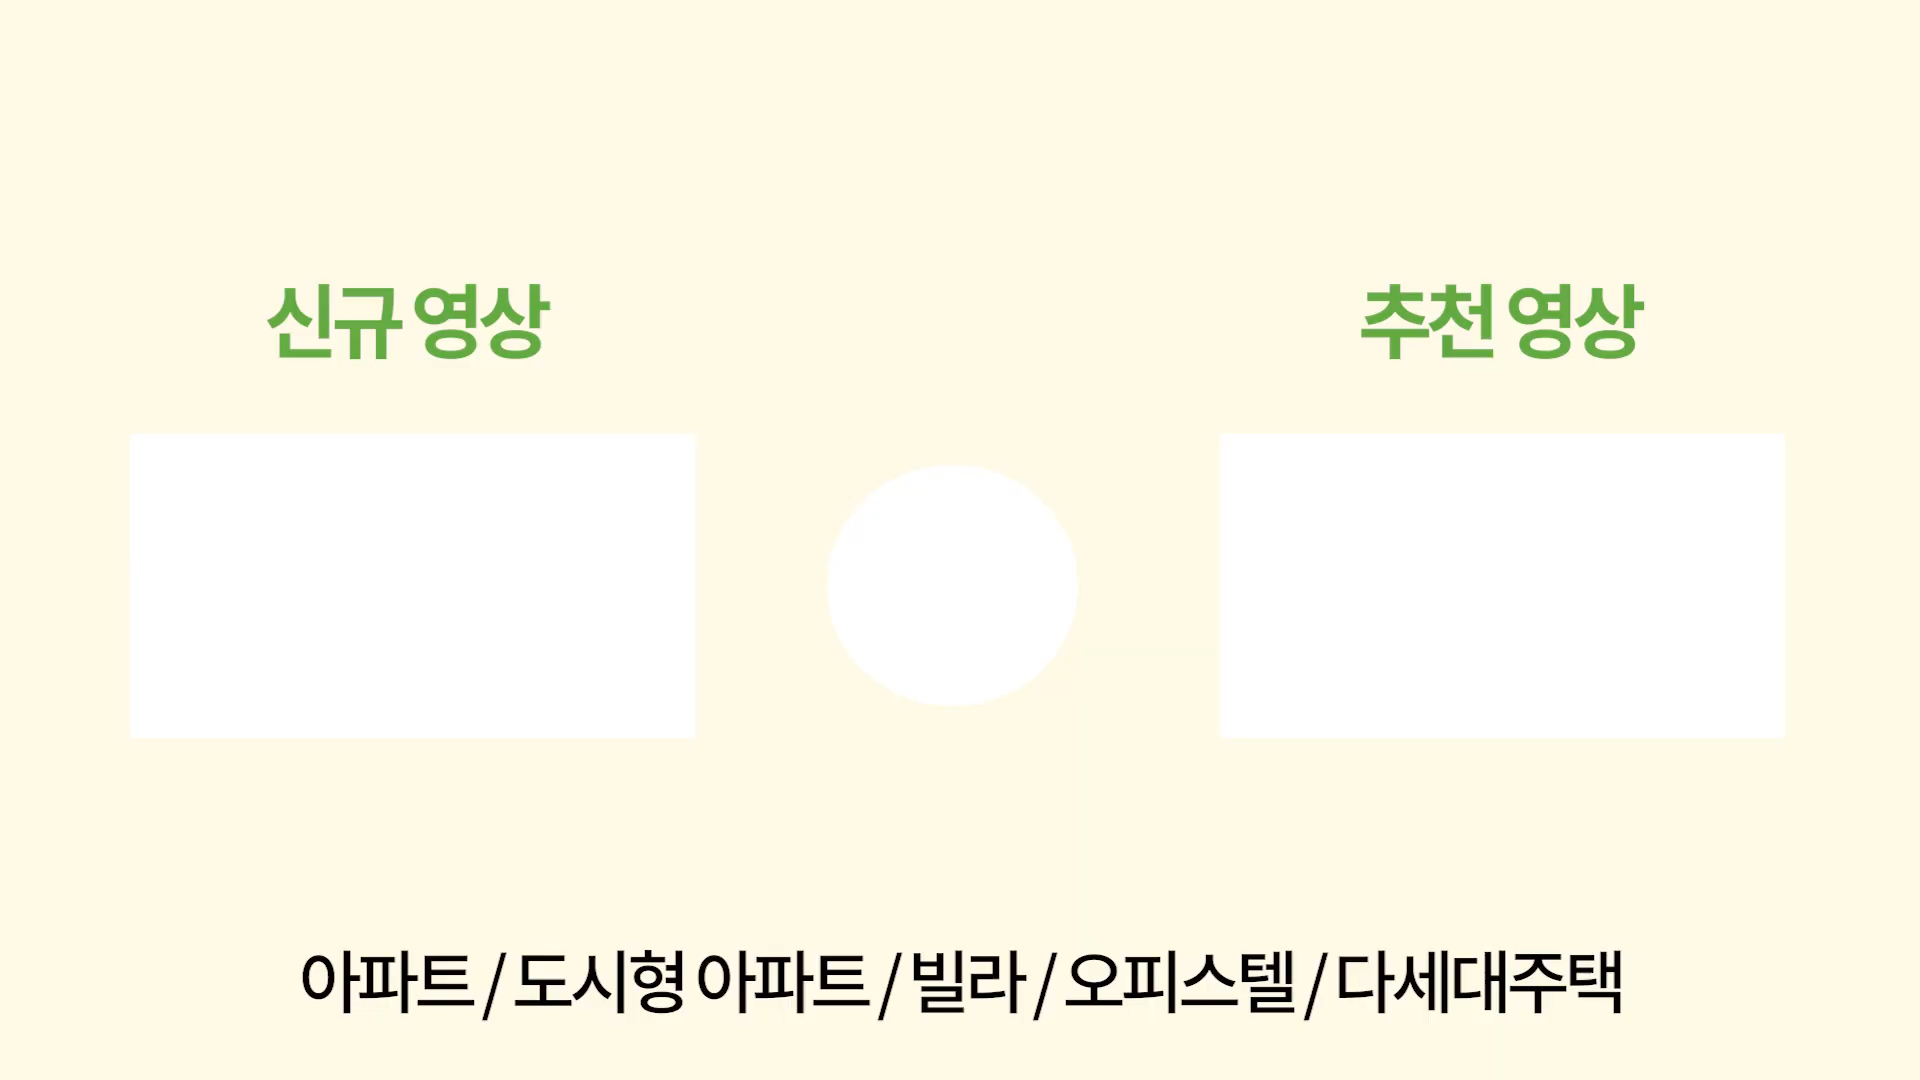 신규 영상
추천 영상
아파트 / 도시형 아파트 / 빌라 / 오피스텔 / 다세대주택